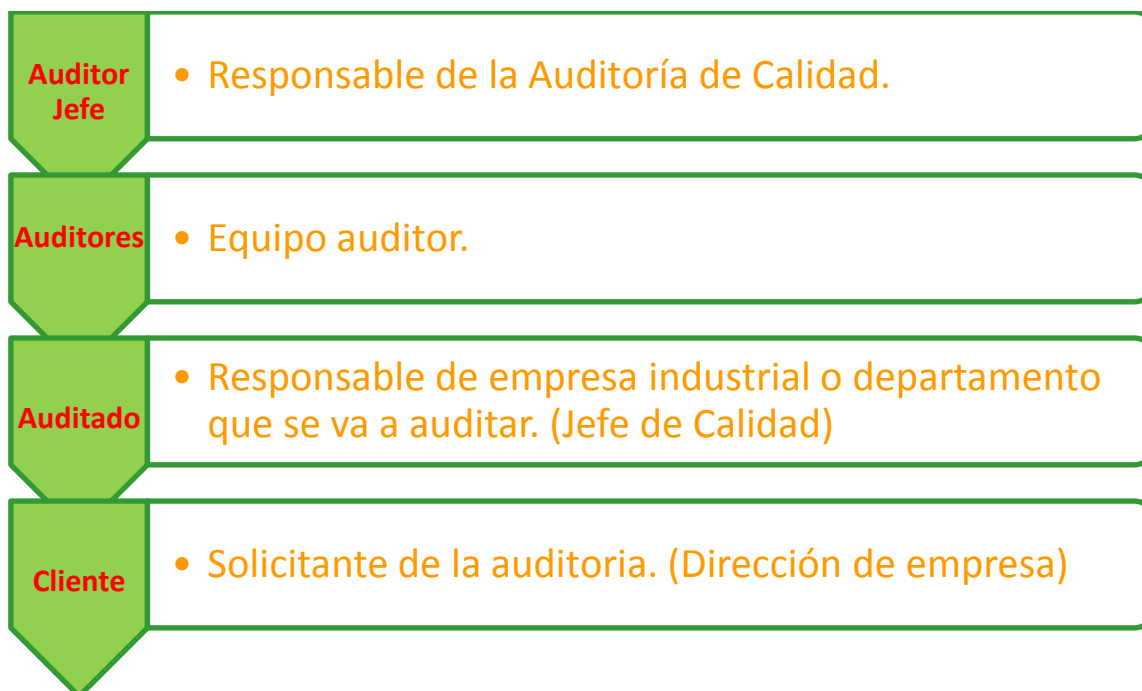 Auditor
Jefe
• Responsable de la Auditoría de Calidad.
Auditores
• Equipo auditor.
Auditado
• Responsable de empresa industrial o departamento
que se va a auditar. (Jefe de Calidad)
Cliente
• Solicitante de la auditoria. (Dirección de empresa)